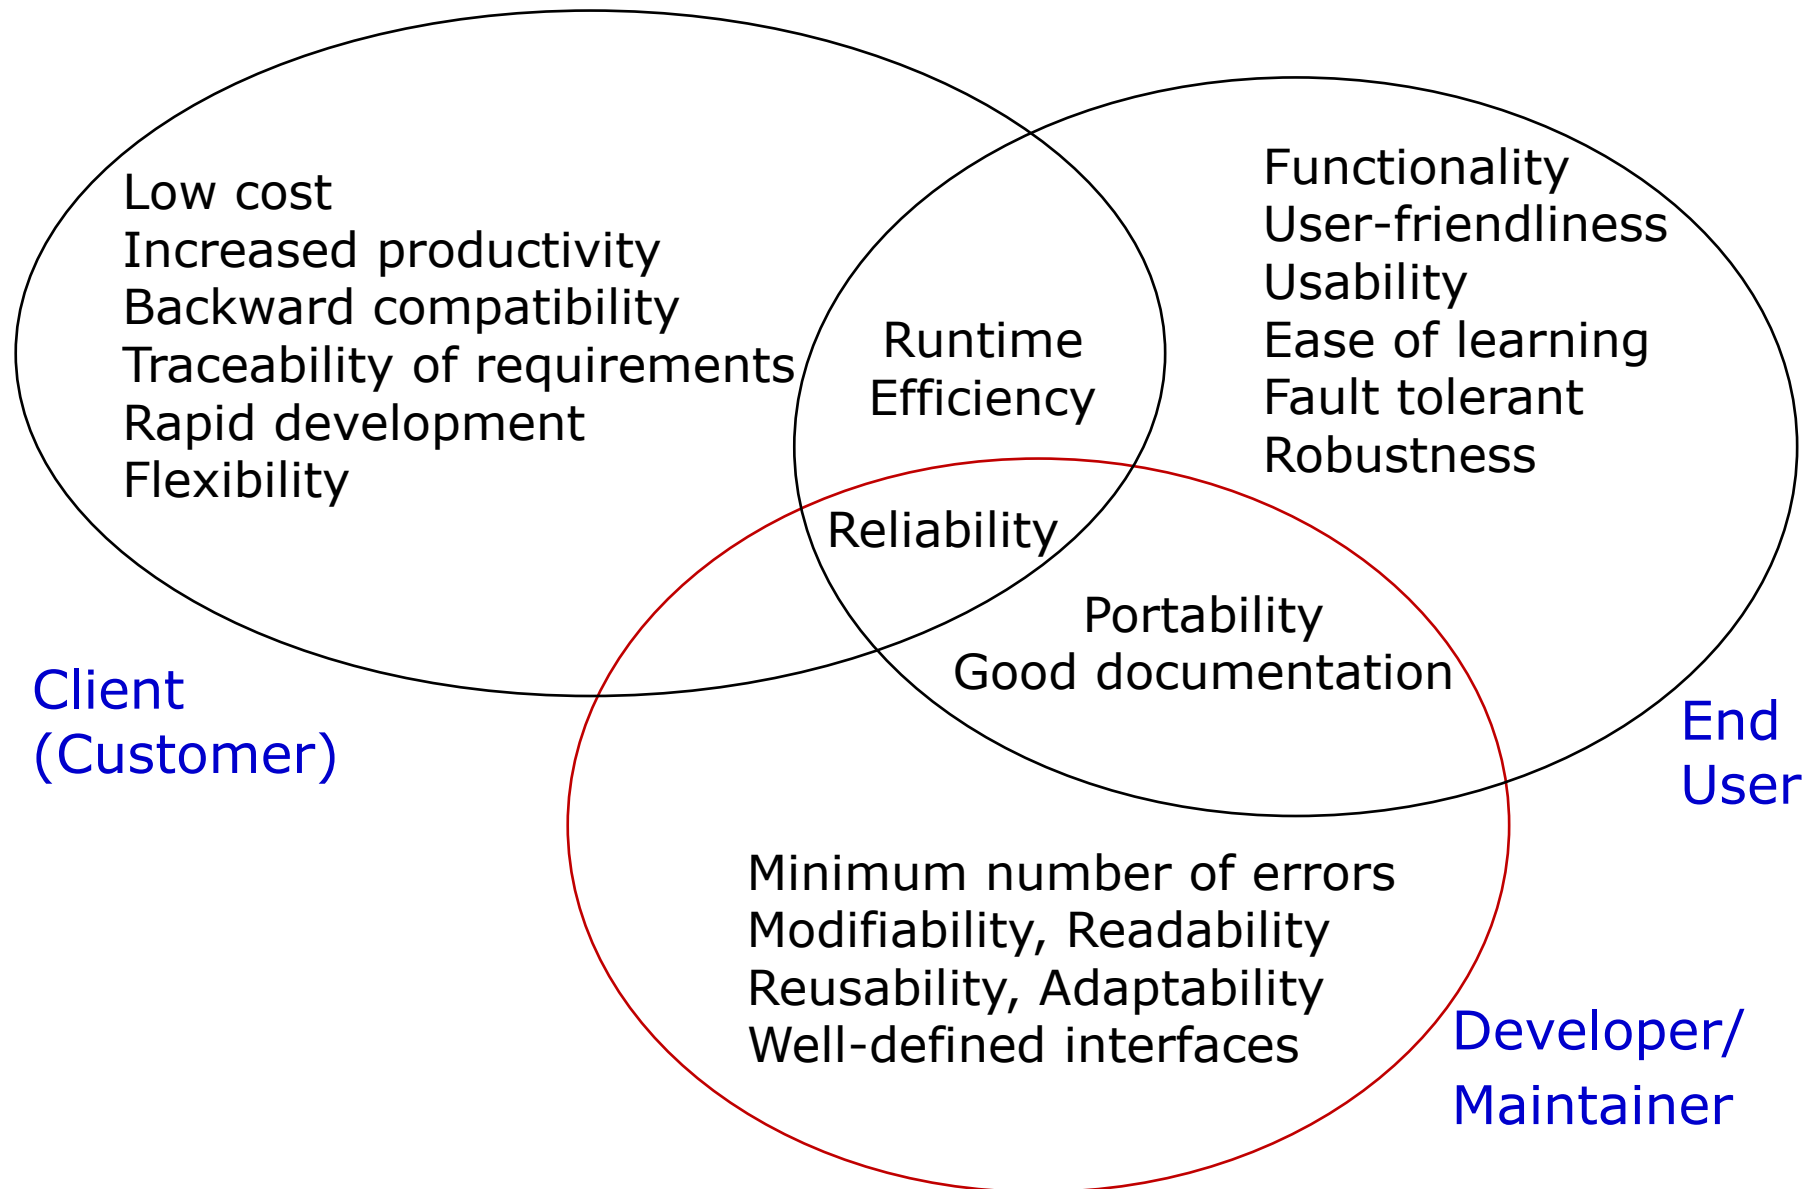 Low cost
Increased productivity
Backward compatibility
Traceability of requirements
Rapid development
Flexibility
Functionality
User-friendliness
Usability
Ease of learning
Fault tolerant
Robustness
Runtime
Efficiency
Reliability
Portability
Good documentation
Client
(Customer)
End
User
Minimum number of errors
Modifiability, Readability
Reusability, Adaptability
Well-defined interfaces
Developer/
Maintainer